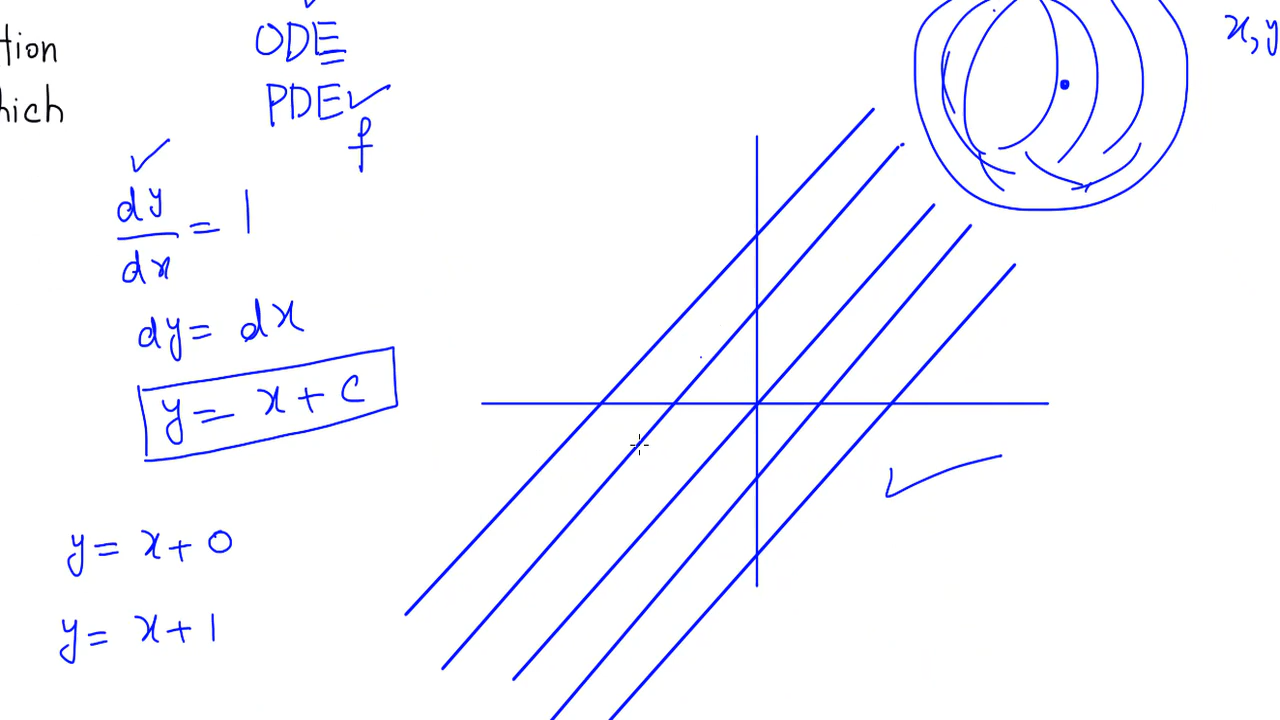 tion
hich
ODE
PDE
f
dy/dx = 1
dy = dx
y = x + c
y = x + 0
y = x + 1
x, y